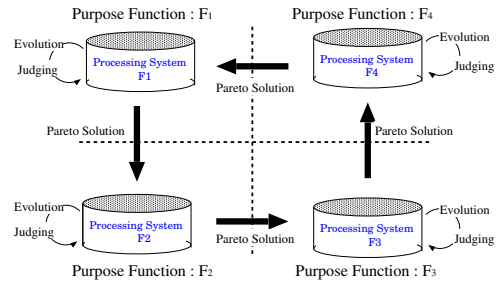 Purpose Function : F₁
Purpose Function : F₄
Evolution
Judging
Processing System
F1
Processing System
F4
Evolution
Judging
Pareto Solution
Pareto Solution
Pareto Solution
Evolution
Judging
Processing System
F2
Pareto Solution
Processing System
F3
Evolution
Judging
Purpose Function : F₂
Purpose Function : F₃